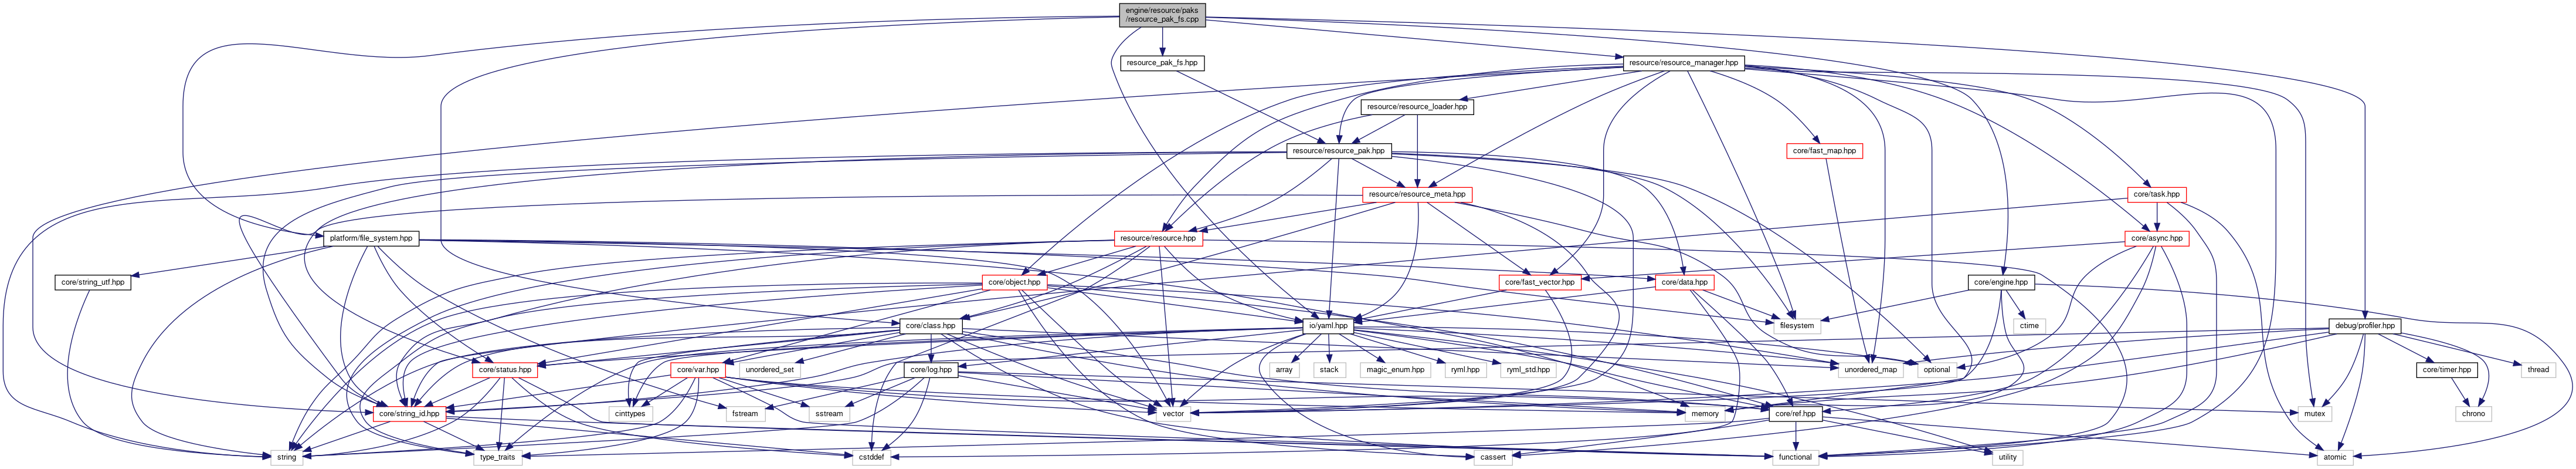 engine/resource/paks
/resource_pak_fs.cpp
resource_pak_fs.hpp
resource/resource_manager.hpp
resource/resource_loader.hpp
resource/resource_pak.hpp
core/fast_map.hpp
resource/resource_meta.hpp
core/task.hpp
platform/file_system.hpp
resource/resource.hpp
core/async.hpp
core/string_utf.hpp
core/object.hpp
core/fast_vector.hpp
core/data.hpp
core/engine.hpp
core/class.hpp
io/yaml.hpp
filesystem
ctime
debug/profiler.hpp
core/status.hpp
core/var.hpp
unordered_set
core/log.hpp
array
stack
magic_enum.hpp
ryml.hpp
ryml_std.hpp
unordered_map
optional
core/timer.hpp
thread
core/string_id.hpp
cinttypes
fstream
sstream
vector
memory
core/ref.hpp
mutex
chrono
string
type_traits
cstddef
cassert
functional
utility
atomic